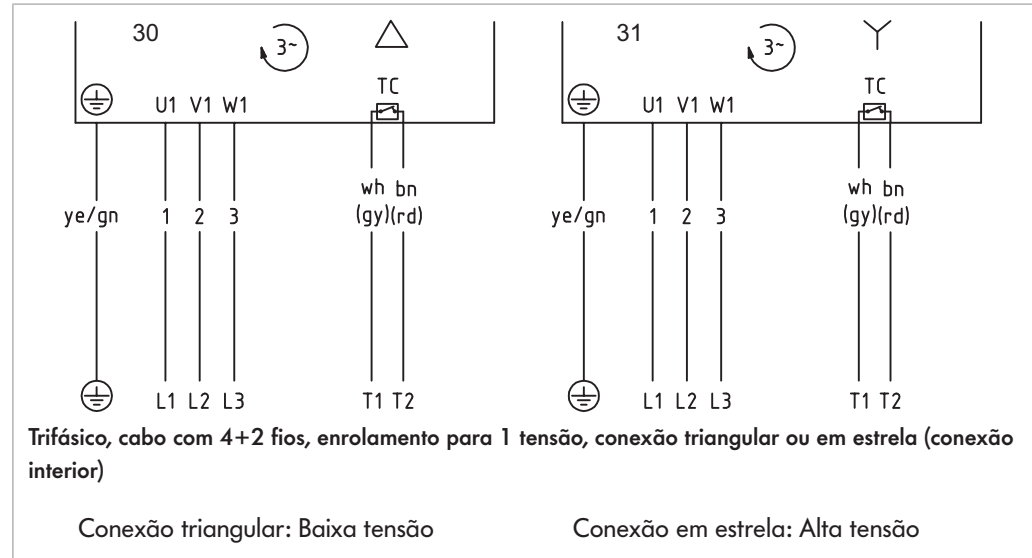 30 3~ 31 3~
TC TC
U1 V1 W1 U1 V1 W1
wh bn wh bn
ye/gn 1 2 3 (gy)(rd) ye/gn 1 2 3 (gy)(rd)
L1 L2 L3 T1 T2 L1 L2 L3 T1 T2
Trifásico, cabo com 4+2 fios, enrolamento para 1 tensão, conexão triangular ou em estrela (conexão
interior)
Conexão triangular: Baixa tensão Conexão em estrela: Alta tensão